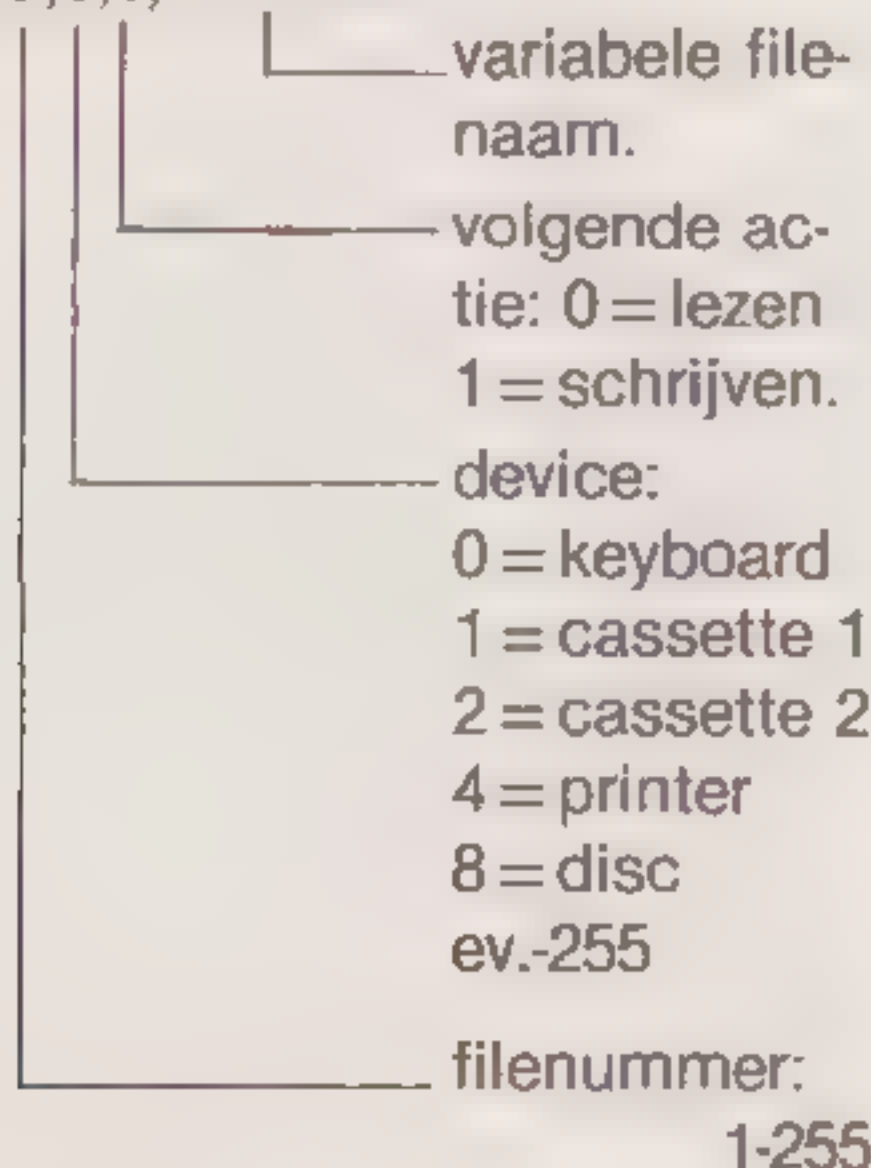 variabele file-
naam.
volgende ac-
tie: 0 = lezen
1 = schrijven.
device:
0 = keyboard
1 = cassette 1
2 = cassette 2
4 = printer
8 = disc
ev.-255
filenummer:
1-255